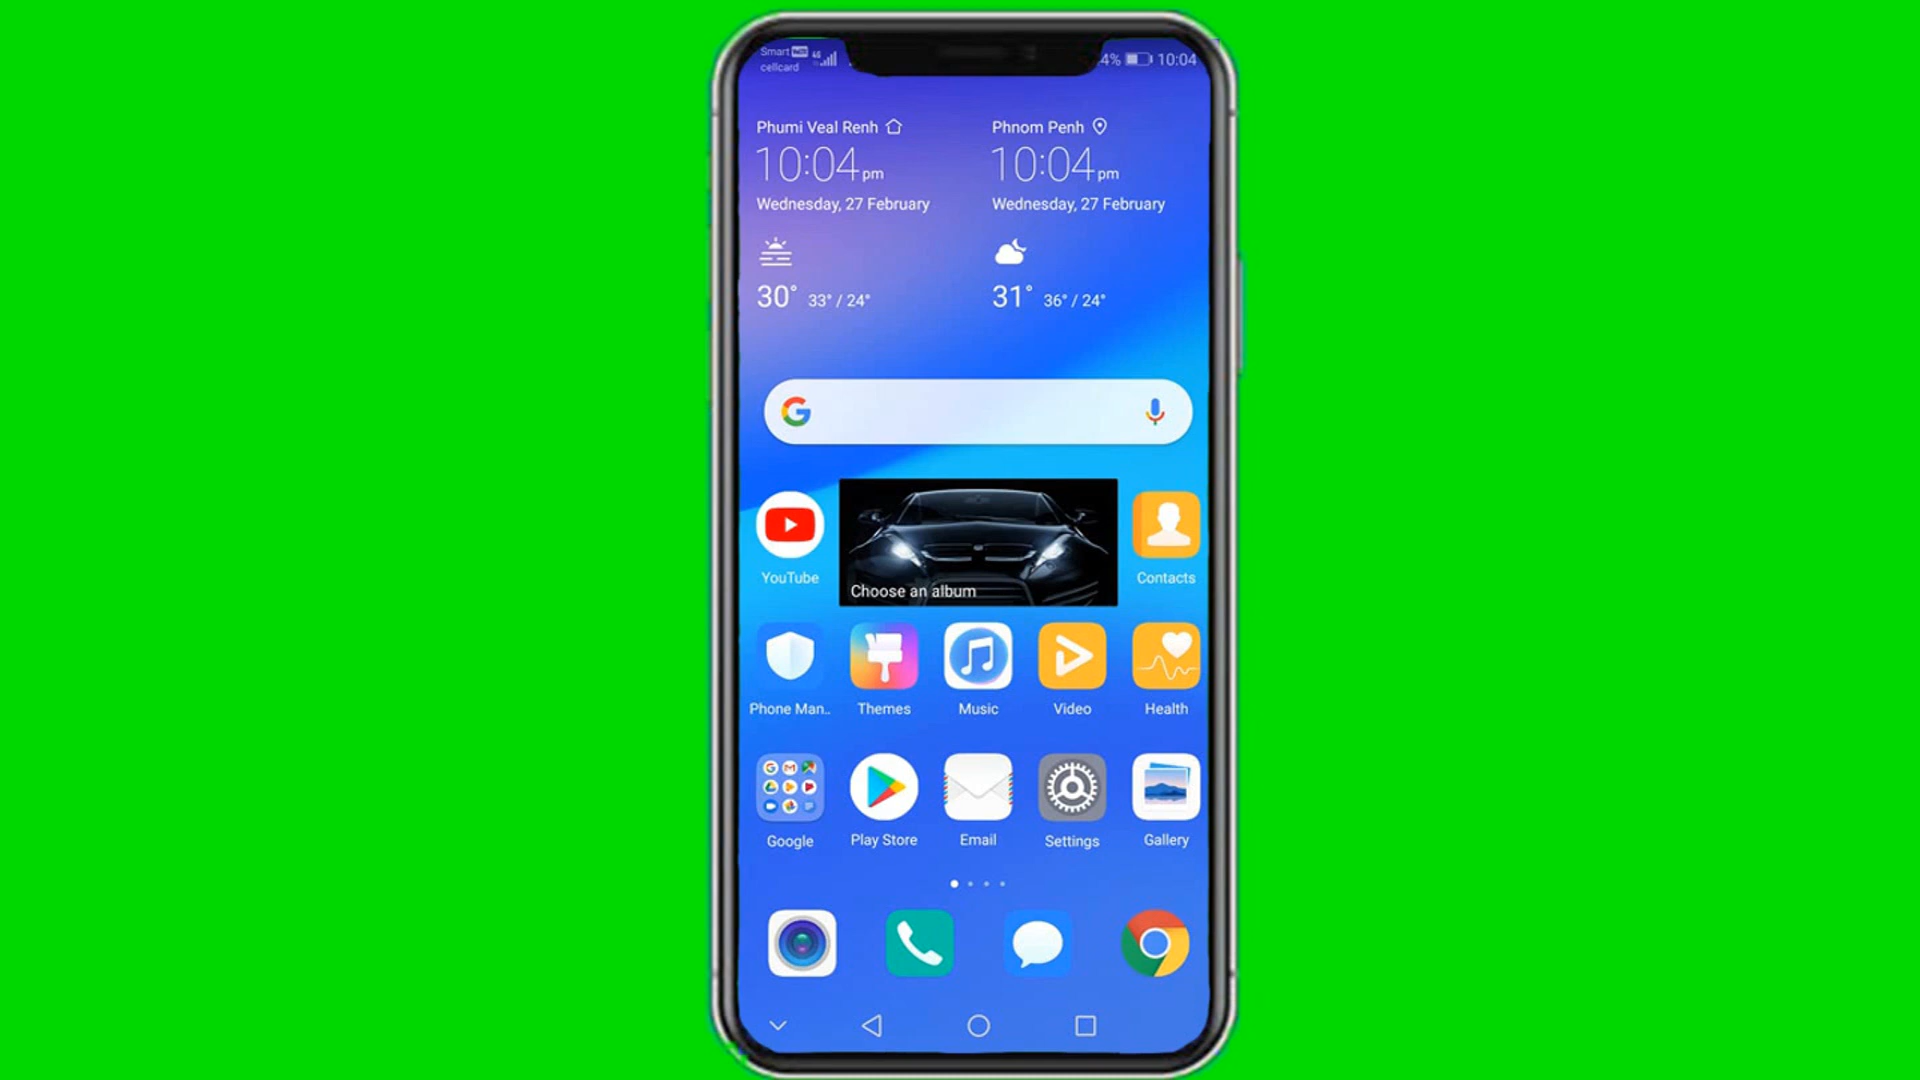 Smart
cellcard
4G
4% 10:04
Phumi Veal Renh
10:04 pm
Wednesday, 27 February
30° 33° / 24°
Phnom Penh
10:04 pm
Wednesday, 27 February
31° 36° / 24°
Choose an album
YouTube
Contacts
Phone Man..
Themes
Music
Video
Health
Google
Play Store
Email
Settings
Gallery